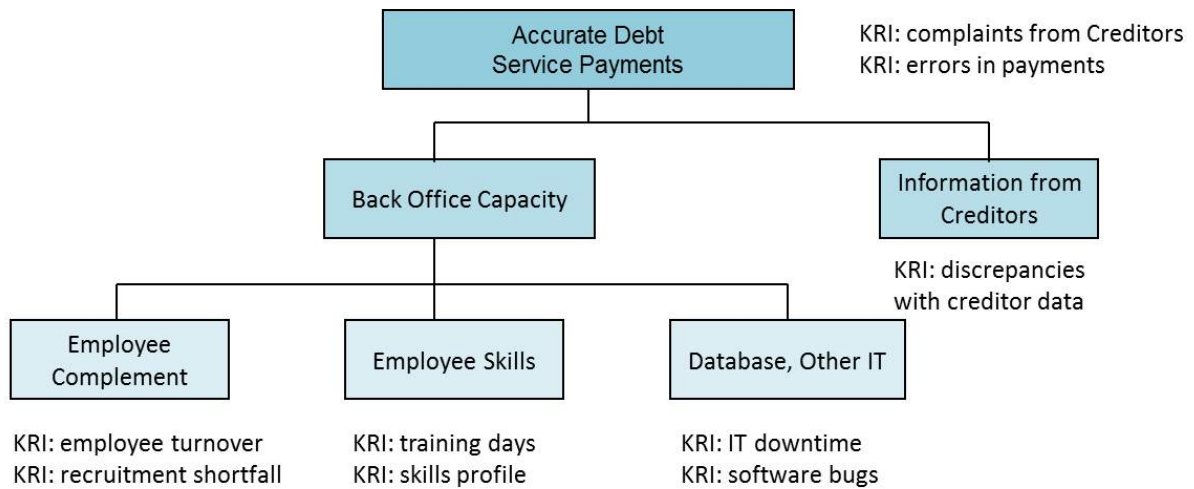 Accurate Debt
Service Payments
KRI: complaints from Creditors
KRI: errors in payments
Back Office Capacity
Information from
Creditors
KRI: discrepancies
with creditor data
Employee
Complement
Employee Skills
Database, Other IT
KRI: employee turnover
KRI: recruitment shortfall
KRI: training days
KRI: skills profile
KRI: IT downtime
KRI: software bugs